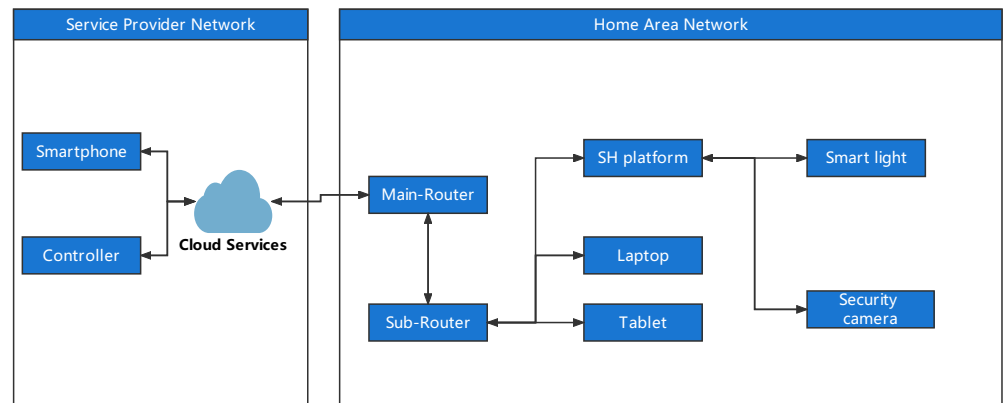 Service Provider Network
Home Area Network
Smartphone
Controller
Cloud Services
Main-Router
Sub-Router
SH platform
Laptop
Tablet
Smart light
Security
camera